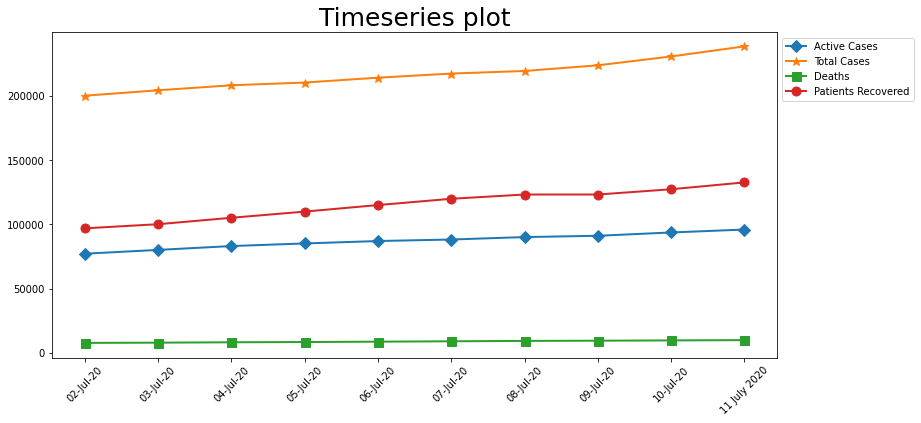 Timeseries plot
Active Cases
Total Cases
Deaths
Patients Recovered
200000
150000
100000
50000
0
02-Jul-20
03-Jul-20
04-Jul-20
05-Jul-20
06-Jul-20
07-Jul-20
08-Jul-20
09-Jul-20
10-Jul-20
11 July 2020